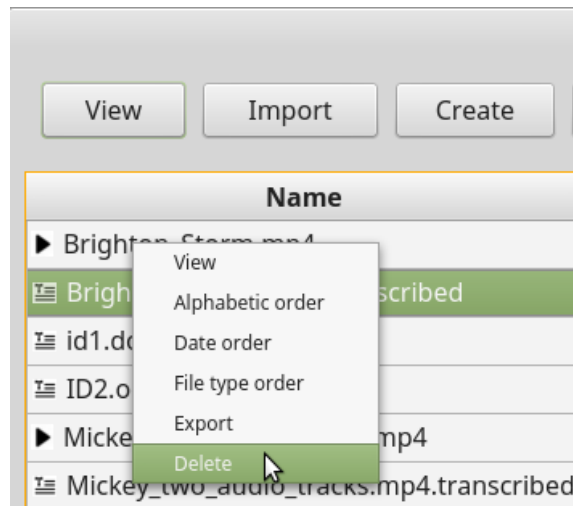 View Import Create
Name
Brighton_Storm.mp4
View
Brigh scribed
Alphabetic order
id1.do
Date order
ID2.o
File type order
Export
Micke mp4
Delete
Mickey_two_audio_tracks.mp4.transcribed